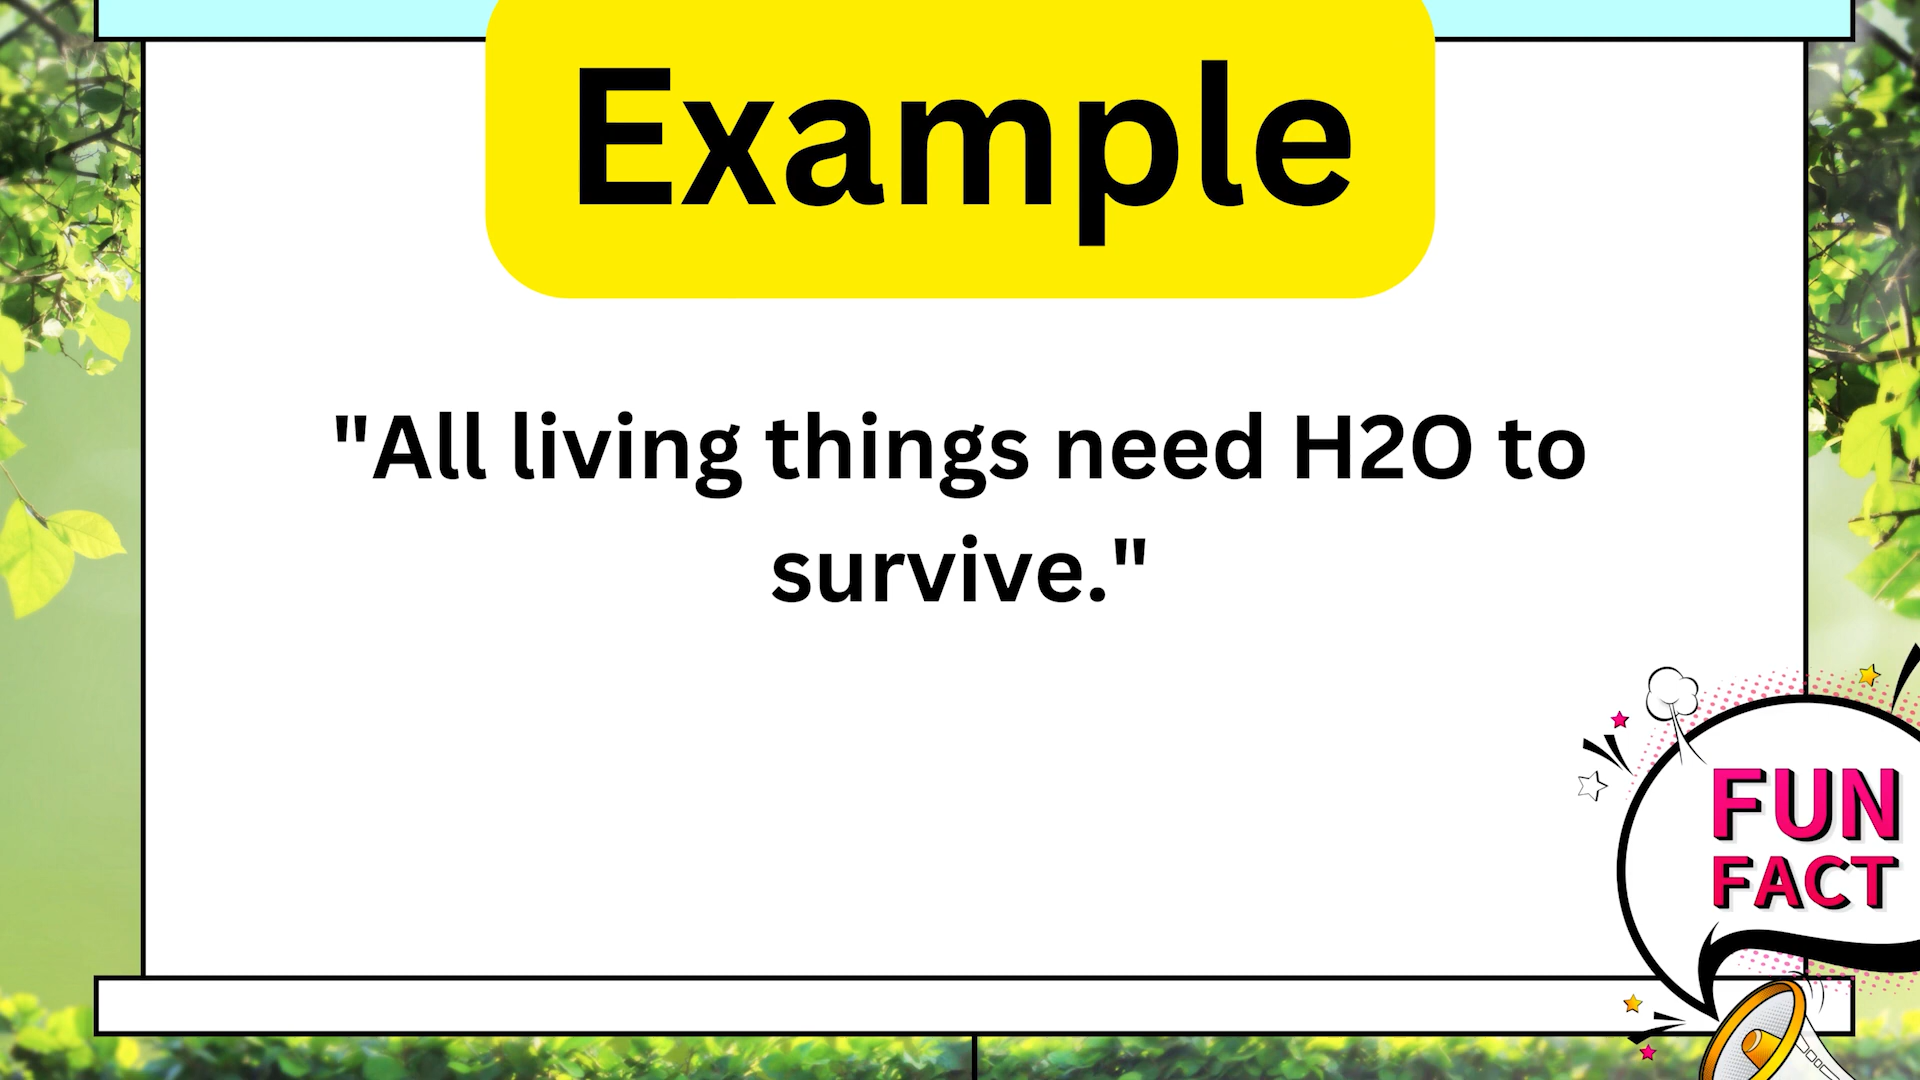 Example
"All living things need H2O to
survive."
FUN
FACT